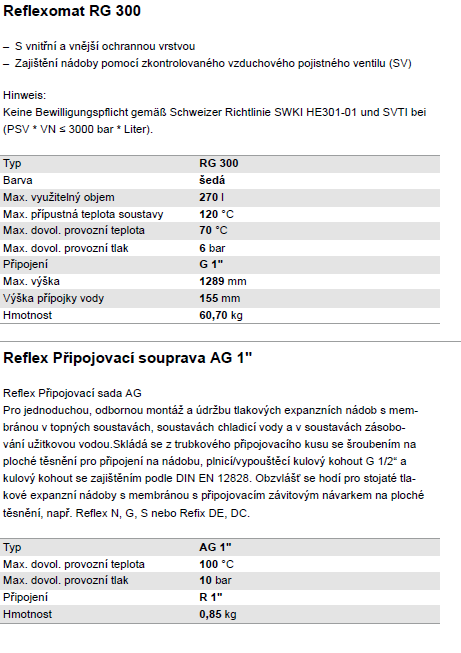 Reflexomat RG 300
– S vnitřní a vnější ochrannou vrstvou
– Zajištění nádoby pomocí zkontrolovaného vzduchového pojistného ventilu (SV)
Hinweis:
Keine Bewilligungspflicht gemäß Schweizer Richtlinie SWKI HE301-01 und SVTI bei
(PSV * VN ≤ 3000 bar * Liter).
Typ RG 300
Barva šedá
Max. využitelný objem 270 l
Max. přípustná teplota soustavy 120 °C
Max. dovol. provozní teplota 70 °C
Max. dovol. provozní tlak 6 bar
Připojení G 1"
Max. výška 1289 mm
Výška přípojky vody 155 mm
Hmotnost 60,70 kg
Reflex Připojovací souprava AG 1"
Reflex Připojovací sada AG
Pro jednoduchou, odbornou montáž a údržbu tlakových expanzních nádob s mem-
bránou v topných soustavách, soustavách chladicí vody a v soustavách zásobo-
vání užitkovou vodou.Skládá se z trubkového připojovacího kusu se šroubením na
ploché těsnění pro připojení na nádobu, plnicí/vypouštěcí kulový kohout G 1/2“ a
kulový kohout se zajištěním podle DIN EN 12828. Obzvlášť se hodí pro stojaté tla-
kové expanzní nádoby s membránou s připojovacím závitovým návarkem na ploché
těsnění, např. Reflex N, G, S nebo Refix DE, DC.
Typ AG 1"
Max. dovol. provozní teplota 100 °C
Max. dovol. provozní tlak 10 bar
Připojení R 1"
Hmotnost 0,85 kg